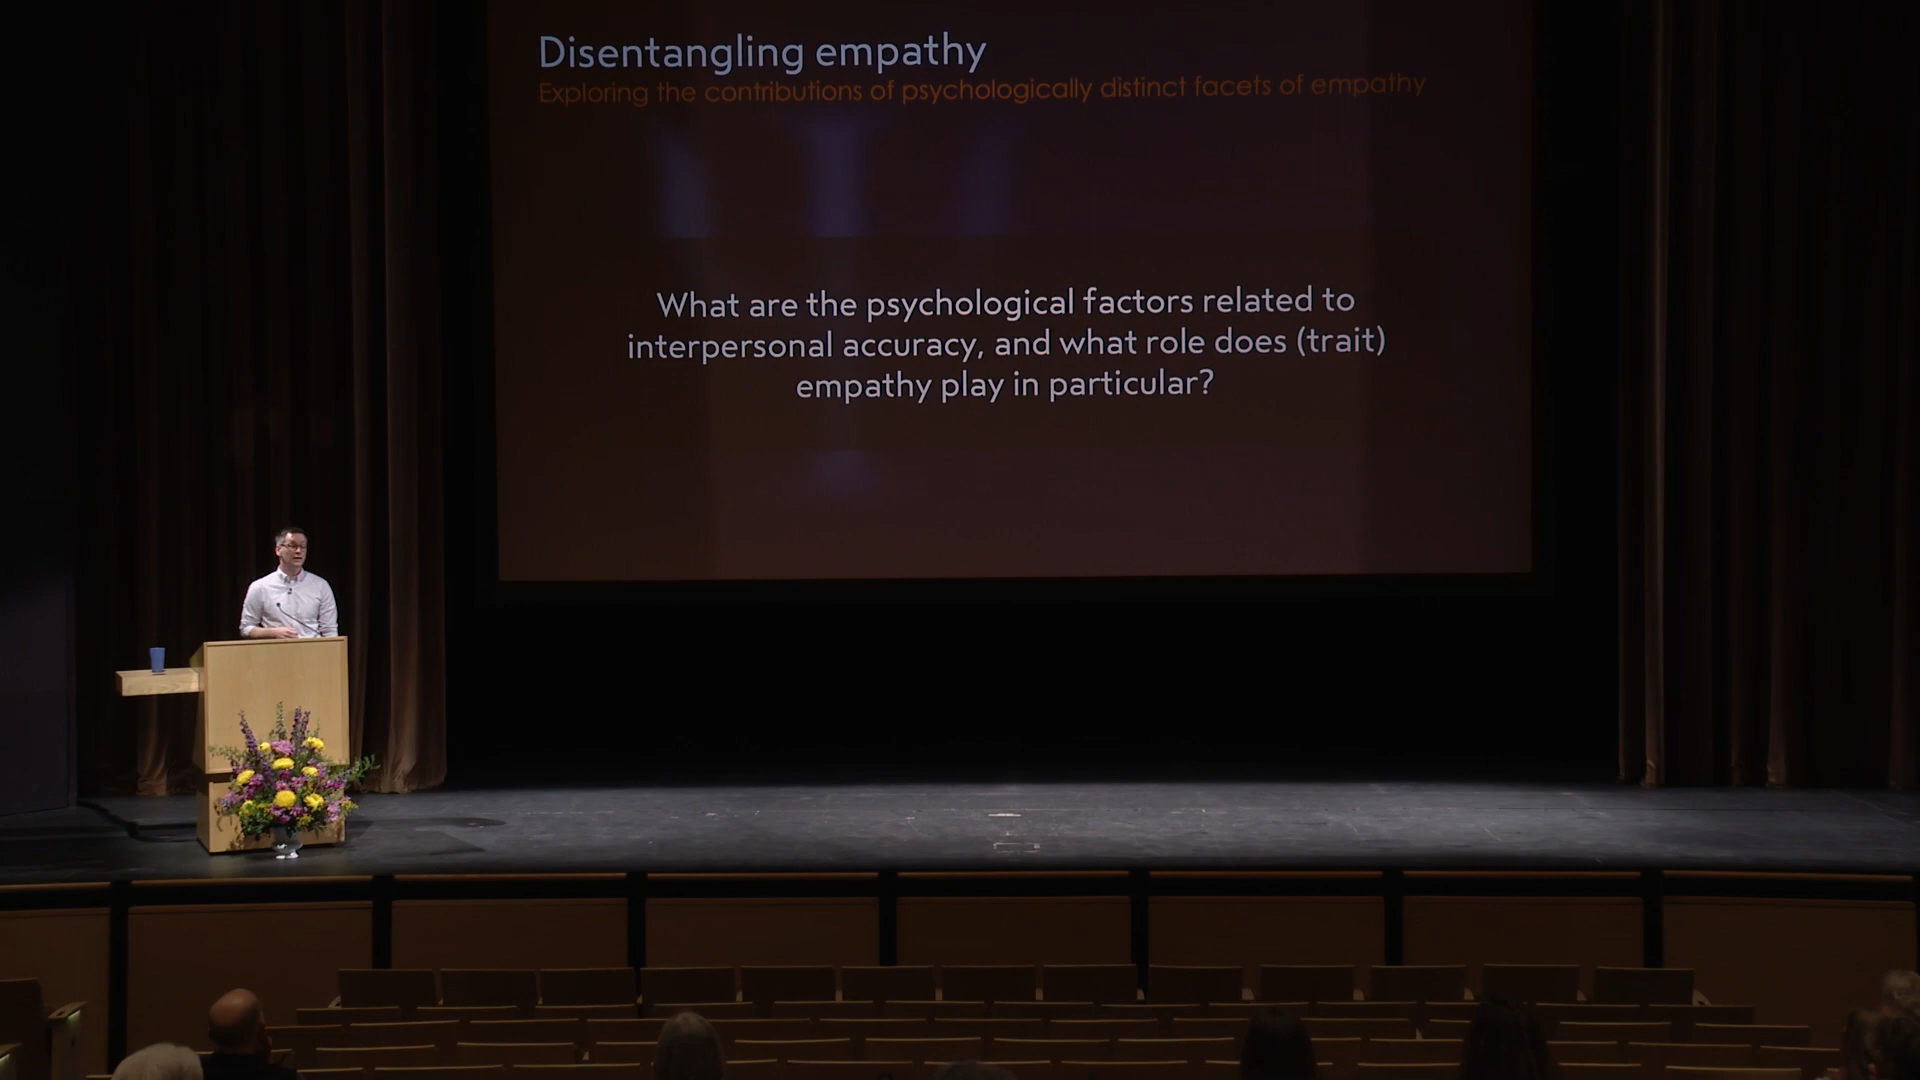 Disentangling empathy
Exploring the contributions of psychologically distinct facets of empathy
What are the psychological factors related to
interpersonal accuracy, and what role does (trait)
empathy play in particular?